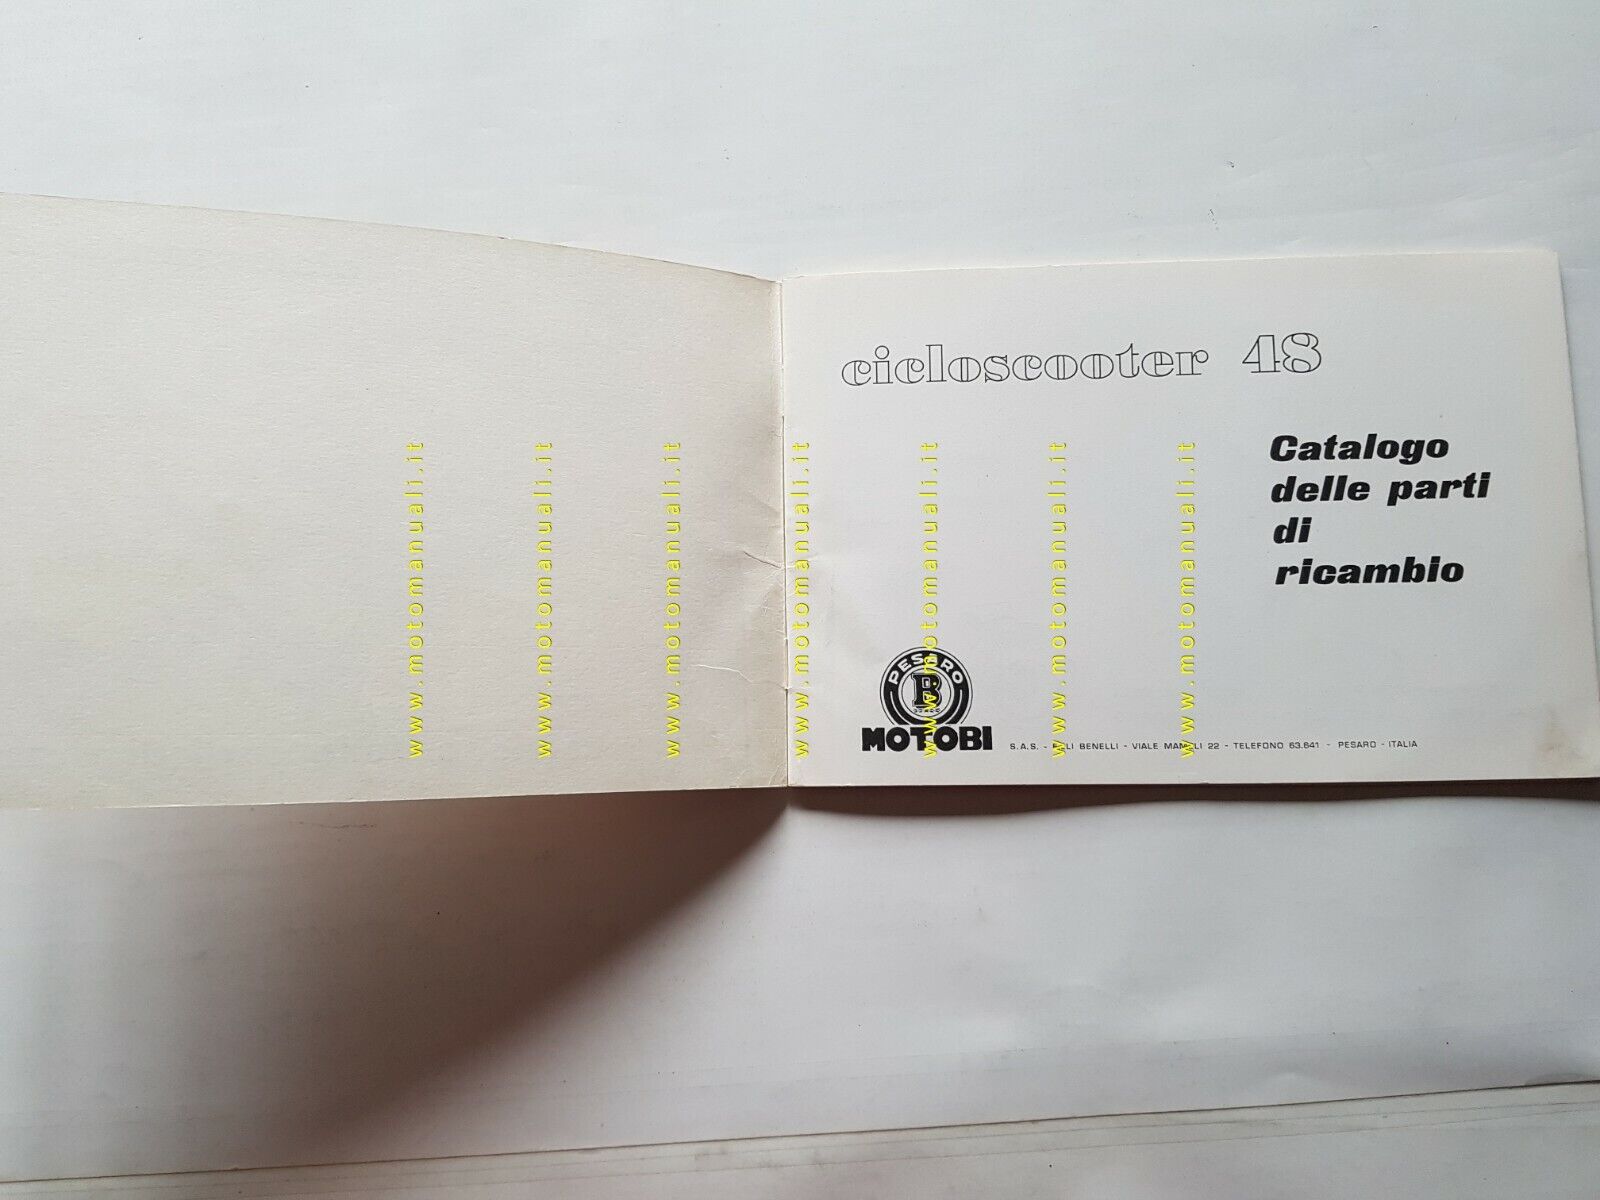 cicloscooter 48
Catalogo
delle parti
di
ricambio
PESARO
B
MOTOBI
S.A.S. - F.LLI BENELLI - VIALE MAMELI 22 - TELEFONO 63.641 - PESARO - ITALIA
www.motomanuali.it
www.motomanuali.it
www.motomanuali.it
www.motomanuali.it
www.motomanuali.it
www.motomanuali.it
www.motomanuali.it